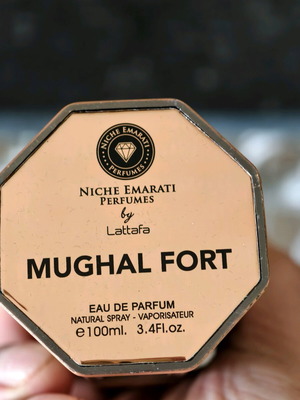 NICHE EMARATI
PERFUMES
NICHE EMARATI
PERFUMES
by
Lattafa
MUGHAL FORT
EAU DE PARFUM
NATURAL SPRAY - VAPORISATEUR
e100ml. 3.4Fl.oz.